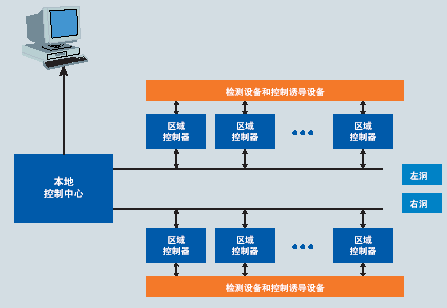 检测设备和控制诱导设备
区域
控制器
区域
控制器
区域
控制器
本地
控制中心
左洞
右洞
区域
控制器
区域
控制器
区域
控制器
检测设备和控制诱导设备